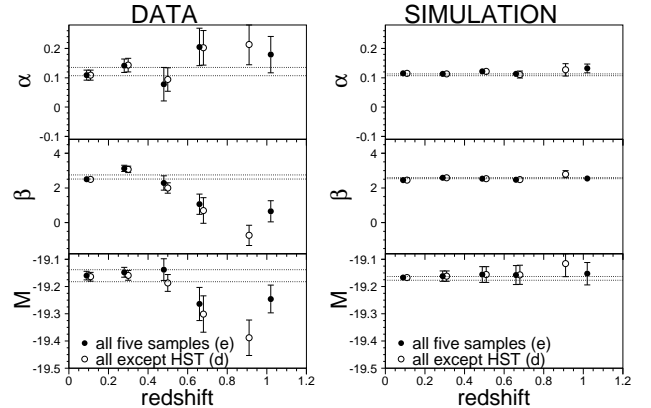 DATA
SIMULATION
α
0.2
0.1
0
-0.1
β
4
2
0
M
-19.1
-19.2
-19.3
-19.4
-19.5
all five samples (e)
all except HST (d)
0 0.2 0.4 0.6 0.8 1 1.2
redshift
α
0.2
0.1
0
-0.1
β
4
2
0
M
-19.1
-19.2
-19.3
-19.4
-19.5
all five samples (e)
all except HST (d)
0 0.2 0.4 0.6 0.8 1 1.2
redshift